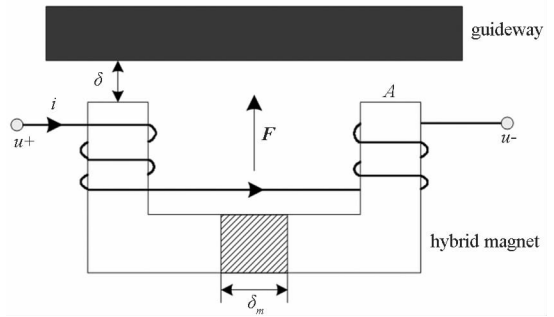 guideway
δ
A
i
F
u+
u-
hybrid magnet
δm